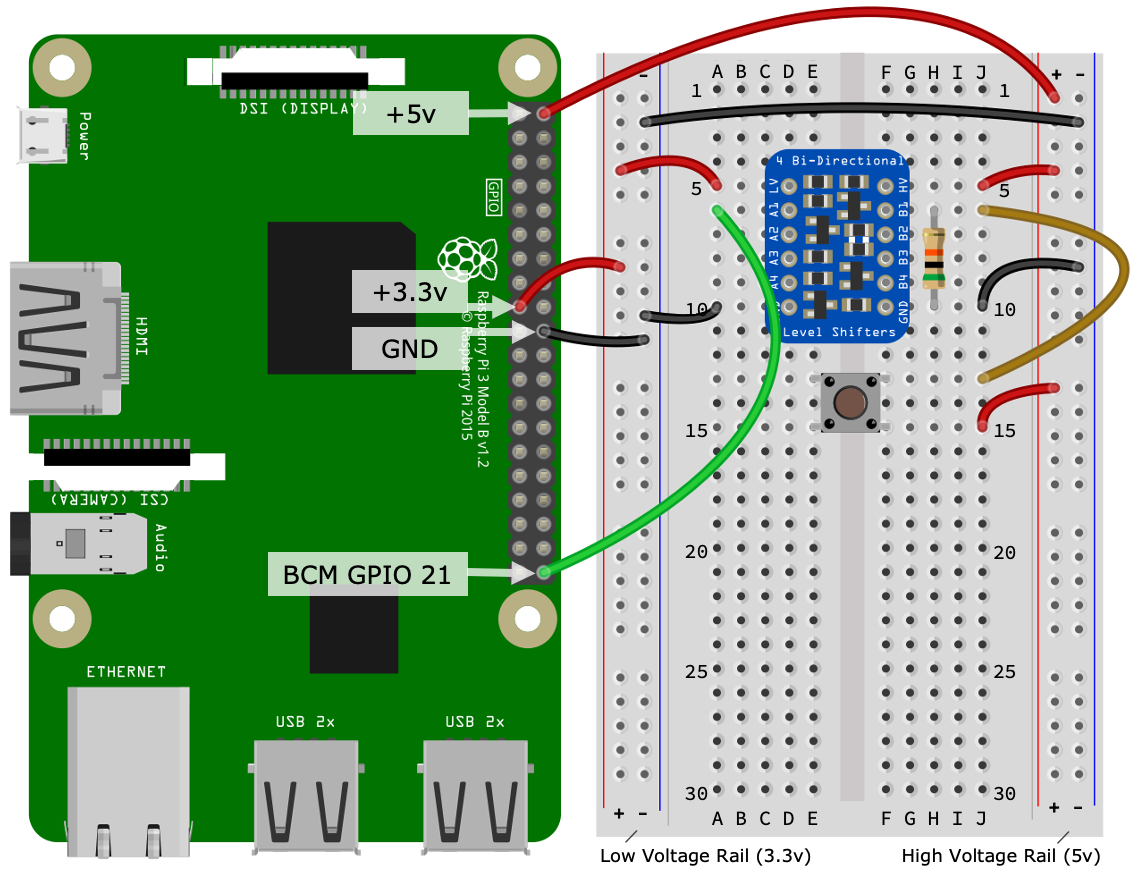 DSI (DISPLAY)
Power
+5v
GPIO
+3.3v
GND
HDMI
Raspberry Pi 3 Model B v1.2
© Raspberry Pi 2015
CSI (CAMERA)
Audio
BCM GPIO 21
ETHERNET
USB 2x
USB 2x
-
A B C D E
F G H I J
+ -
1
1
4 Bi-Directional
LV
A1
A2
A3
A4
HV
B1
B2
B3
B4
GND
Level Shifters
5
5
10
10
15
15
20
20
25
25
30
30
A B C D E
F G H I J
+ -
+ -
Low Voltage Rail (3.3v)
High Voltage Rail (5v)